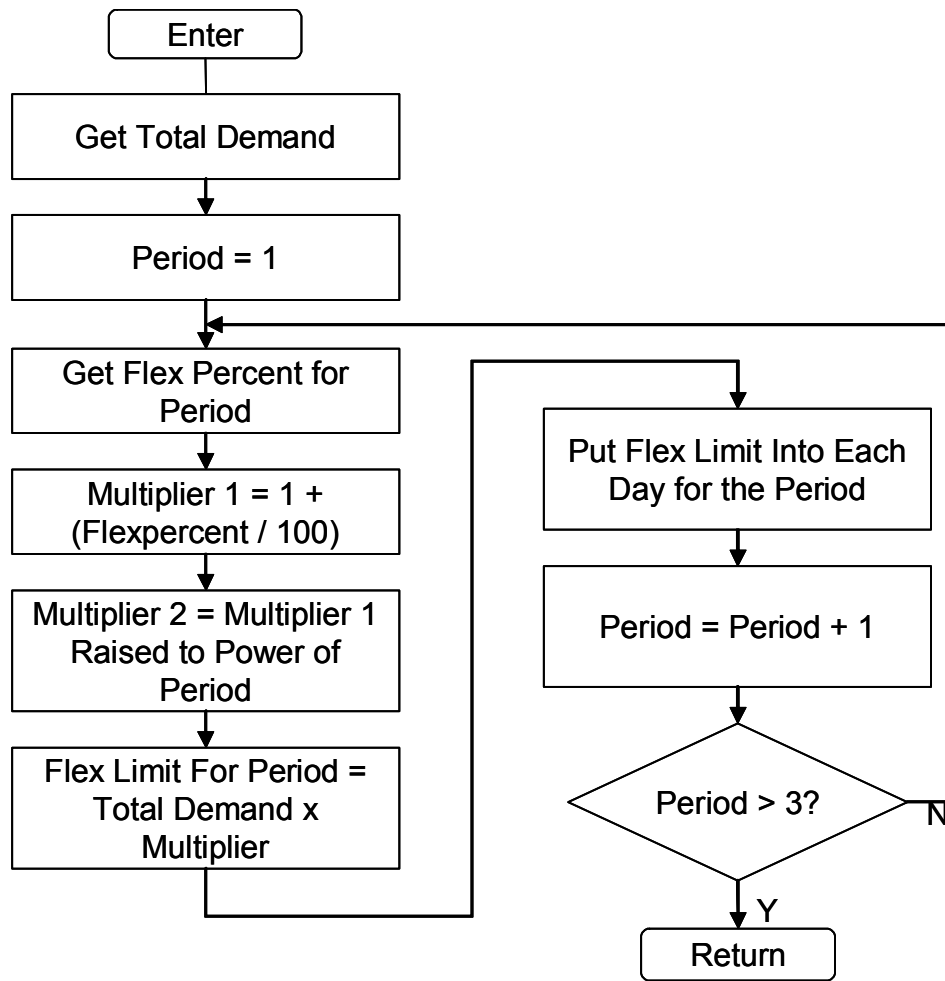 Enter
Get Total Demand
Period = 1
Get Flex Percent for
Period
Multiplier 1 = 1 +
(Flexpercent / 100)
Multiplier 2 = Multiplier 1
Raised to Power of
Period
Flex Limit For Period =
Total Demand x
Multiplier
Put Flex Limit Into Each
Day for the Period
Period = Period + 1
Period > 3?
N
Y
Return